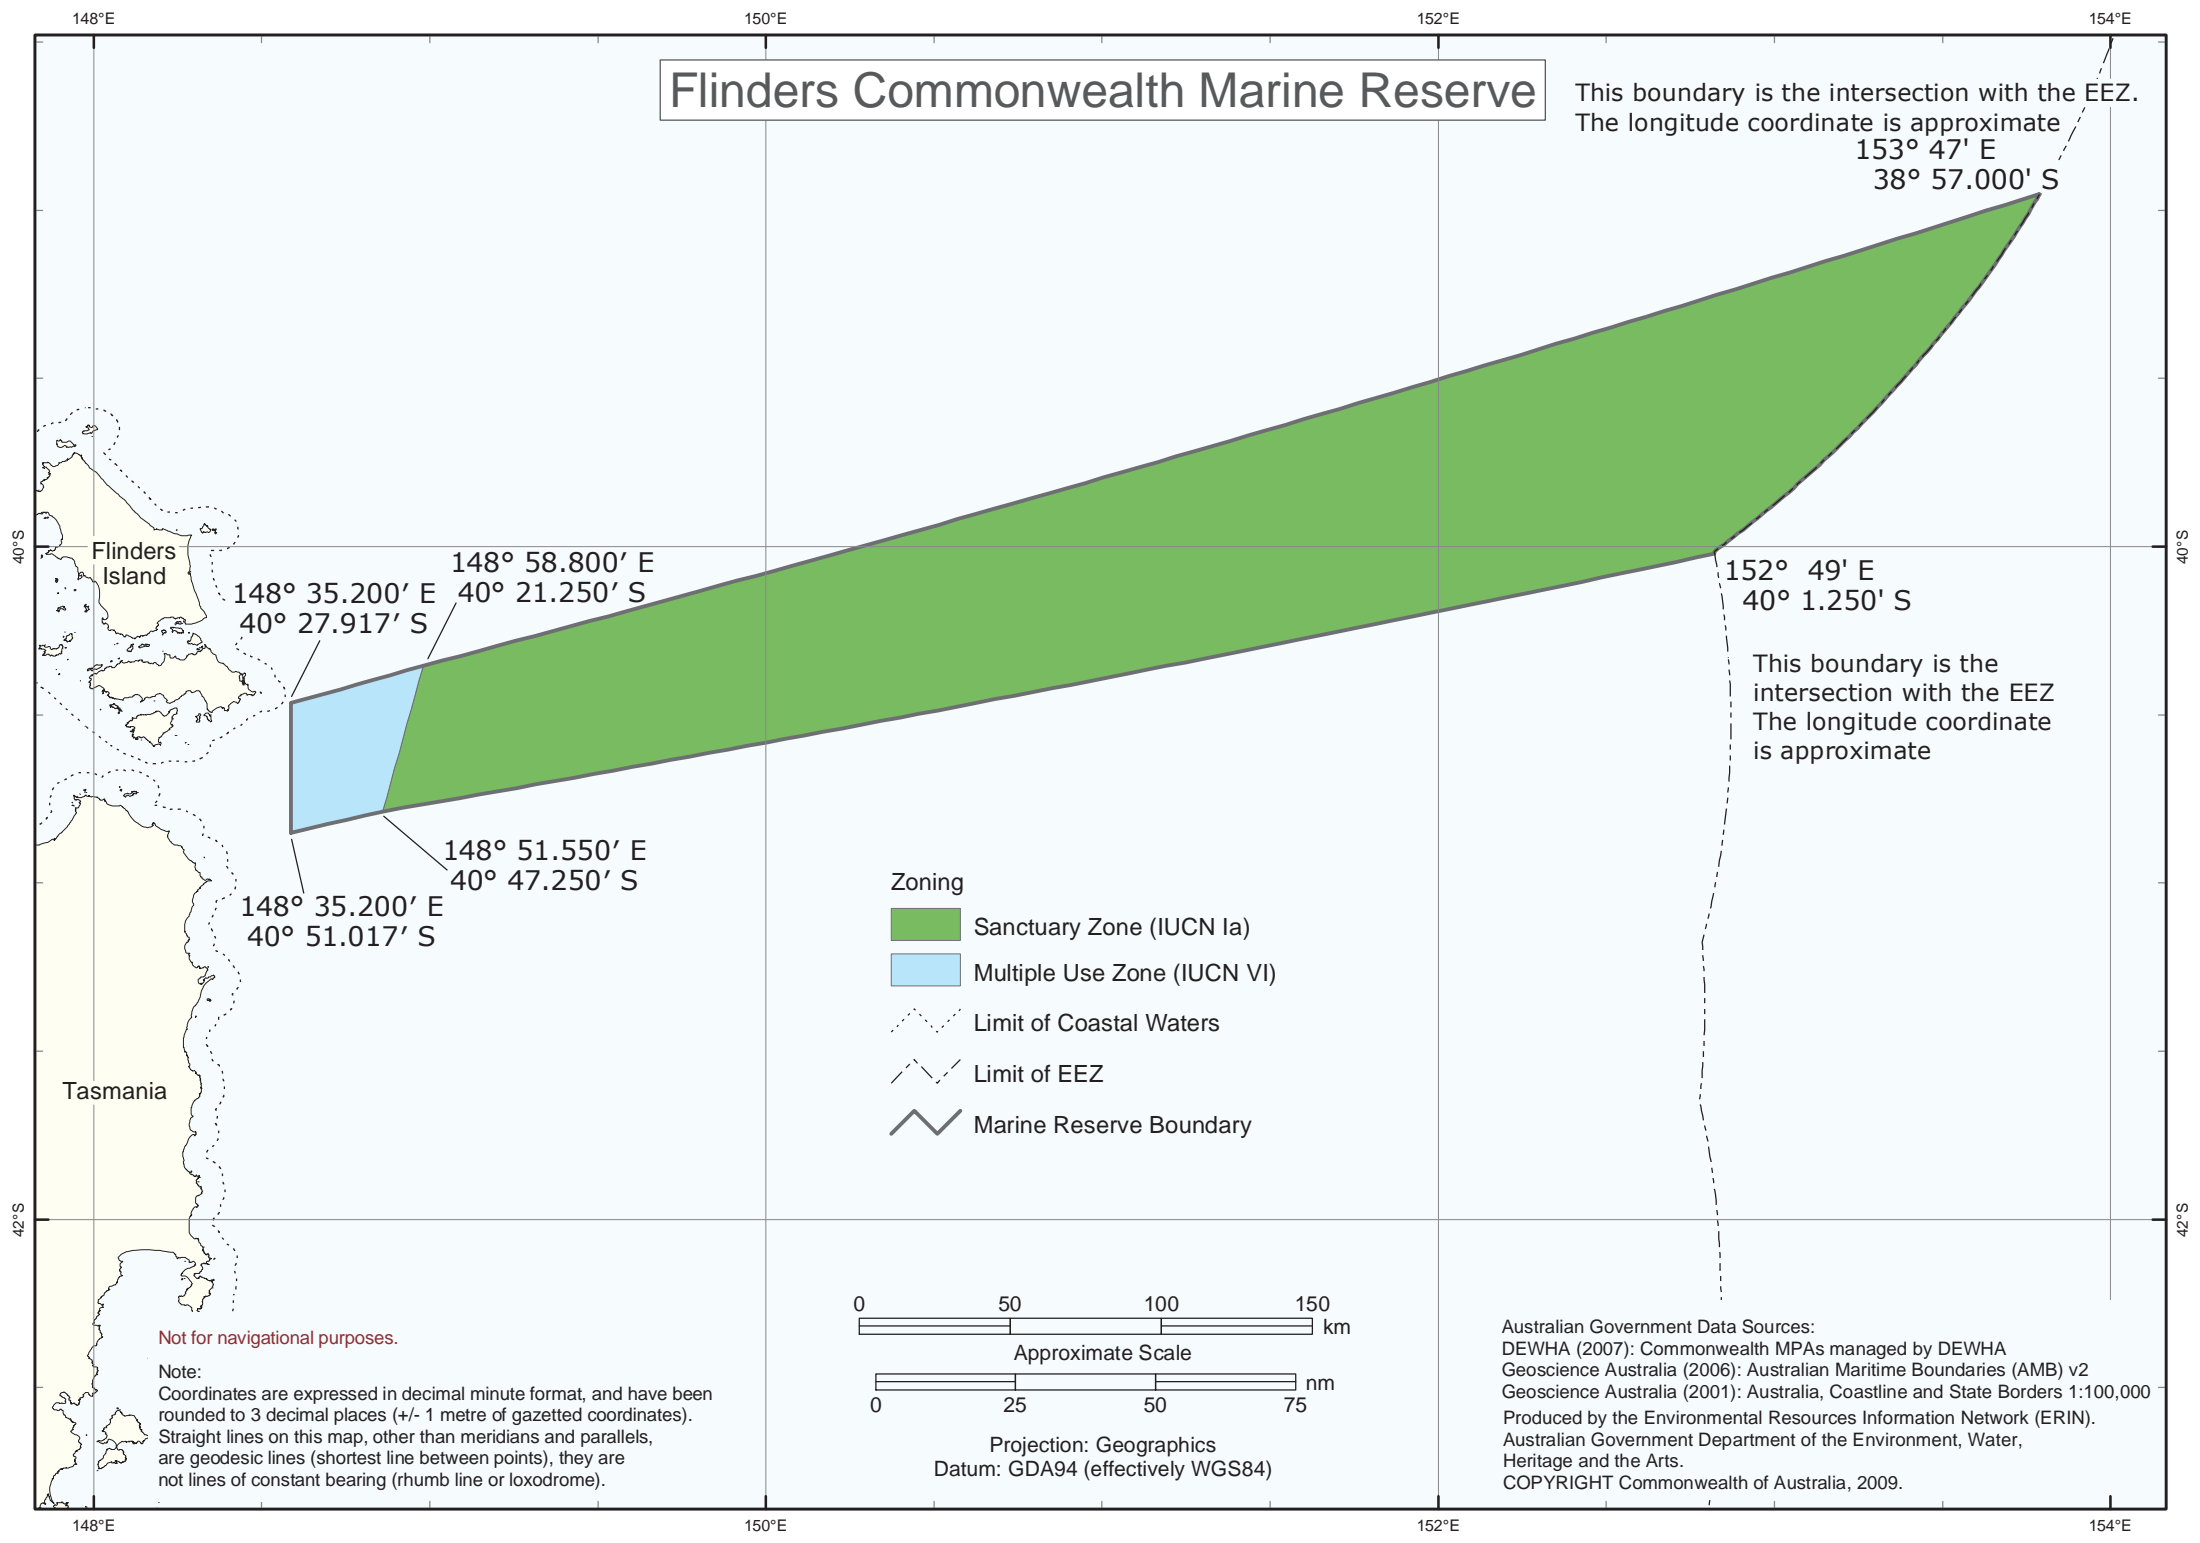 148°E
150°E
152°E
154°E
Flinders Commonwealth Marine Reserve
This boundary is the intersection with the EEZ.
The longitude coordinate is approximate
153° 47' E
38° 57.000' S
40°S
40°S
Flinders
Island
148° 58.800′ E
40° 21.250′ S
148° 35.200′ E
40° 27.917′ S
152°  49' E
40° 1.250' S
This boundary is the
intersection with the EEZ
The longitude coordinate
is approximate
148° 51.550′ E
40° 47.250′ S
148° 35.200′ E
40° 51.017′ S
Zoning
Sanctuary Zone (IUCN Ia)
Multiple Use Zone (IUCN VI)
Limit of Coastal Waters
Limit of EEZ
Marine Reserve Boundary
Tasmania
42°S
42°S
0 50 100 150
km
Approximate Scale
nm
0 25 50 75
Projection: Geographics
Datum: GDA94 (effectively WGS84)
Not for navigational purposes.
Note:
Coordinates are expressed in decimal minute format, and have been
rounded to 3 decimal places (+/- 1 metre of gazetted coordinates).
Straight lines on this map, other than meridians and parallels,
are geodesic lines (shortest line between points), they are
not lines of constant bearing (rhumb line or loxodrome).
Australian Government Data Sources:
DEWHA (2007): Commonwealth MPAs managed by DEWHA
Geoscience Australia (2006): Australian Maritime Boundaries (AMB) v2
Geoscience Australia (2001): Australia, Coastline and State Borders 1:100,000
Produced by the Environmental Resources Information Network (ERIN).
Australian Government Department of the Environment, Water,
Heritage and the Arts.
COPYRIGHT Commonwealth of Australia, 2009.
148°E
150°E
152°E
154°E